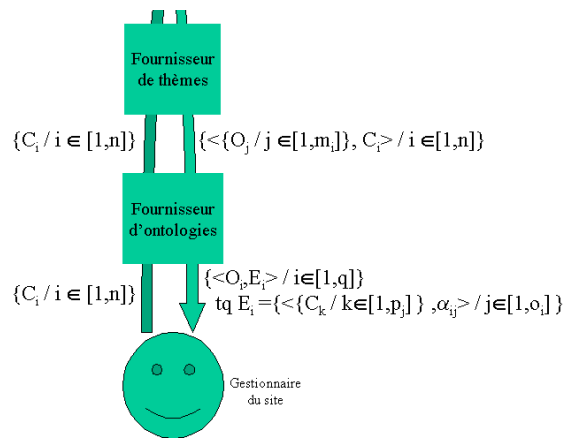 Fournisseur
de thèmes
{C_i / i ∈ [1,n]}
{<{O_j / j ∈[1,m_i]}, C_i> / i ∈[1,n]}
Fournisseur
d'ontologies
{C_i / i ∈ [1,n]}
{<O_i,E_i> / i∈[1,q]}
tq E_i ={<{C_k / k∈[1,p_j] } ,α_ij> / j∈[1,o_i] }
Gestionnaire
du site